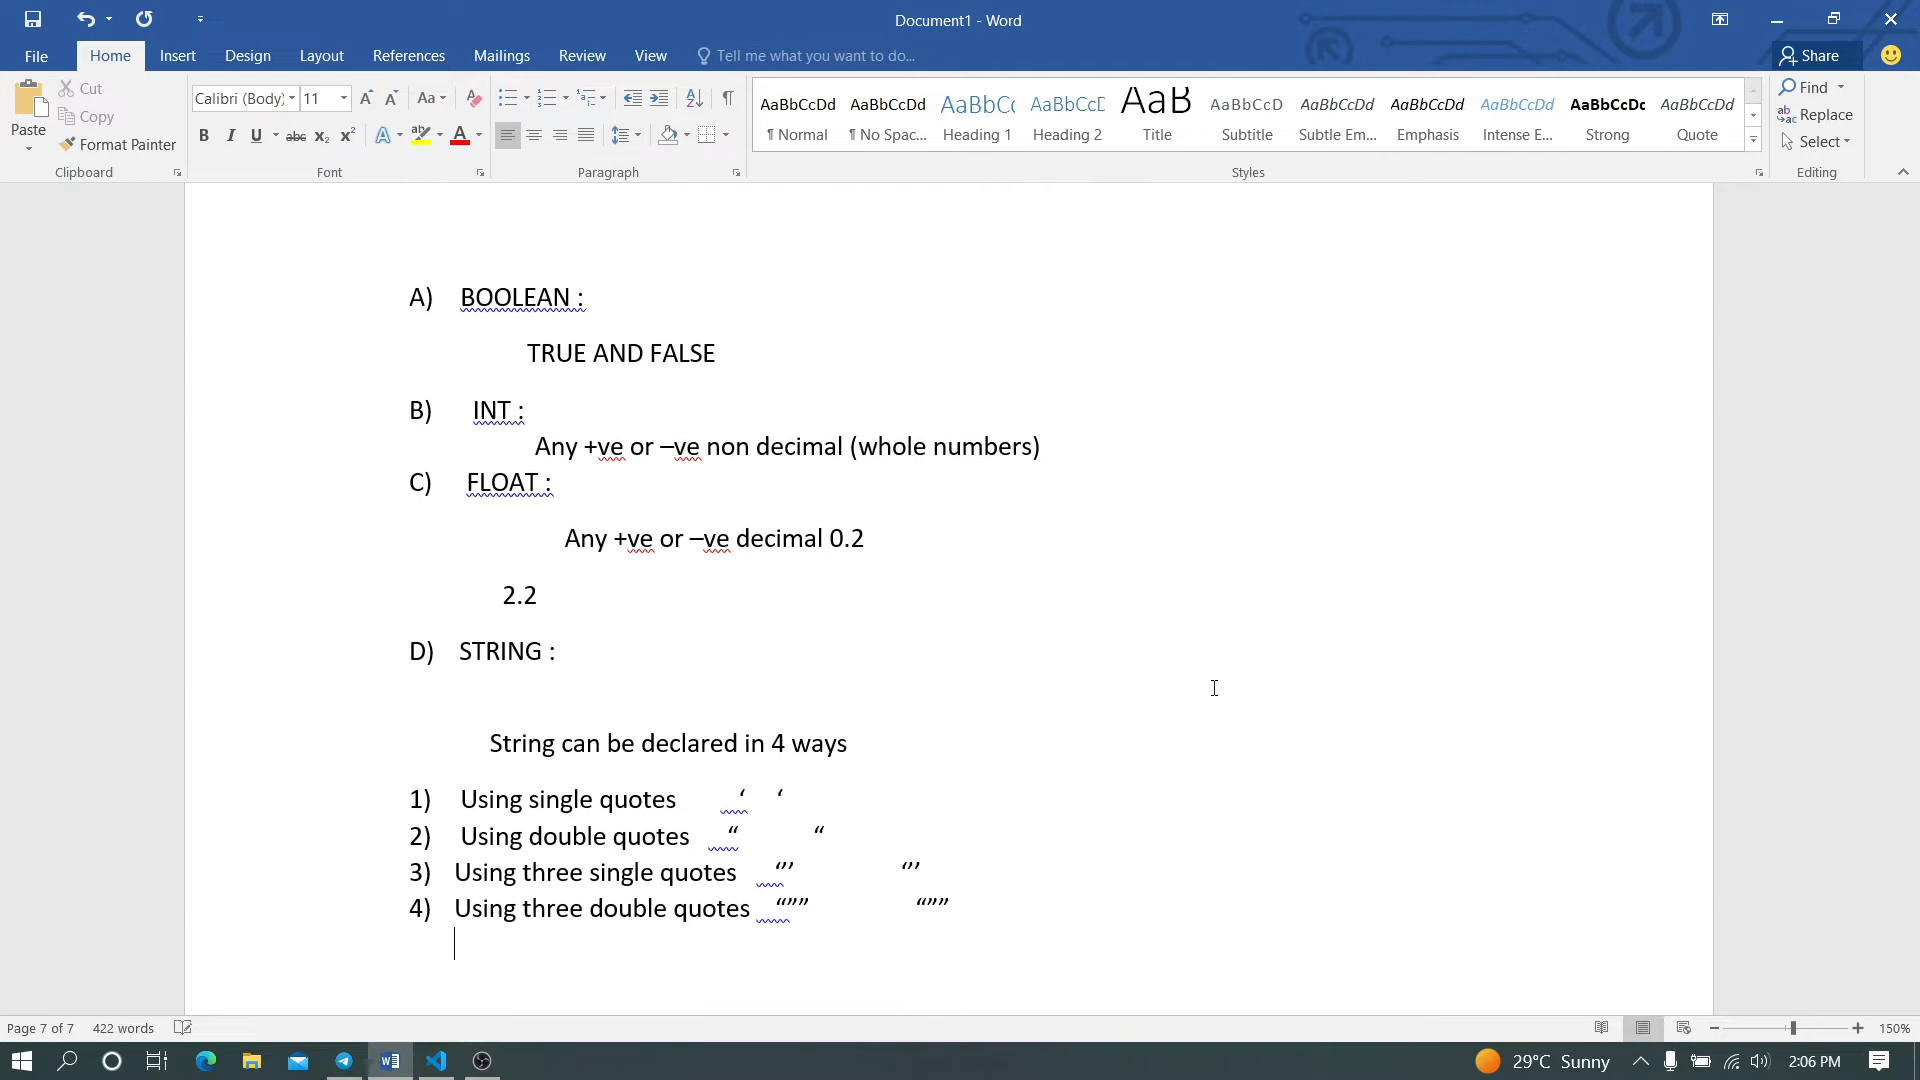 Document1 - Word
File Home Insert Design Layout References Mailings Review View Tell me what you want to do... Share
Paste Cut Copy Format Painter Clipboard
Calibri (Body) 11 Aa
B I U abc x₂ x² A ab A Font
Paragraph
AaBbCcDd AaBbCcDd AaBbC( AaBbCcD AaB AaBbCcD AaBbCcDd AaBbCcDd AaBbCcDd AaBbCcDc AaBbCcDd
¶ Normal ¶ No Spac... Heading 1 Heading 2 Title Subtitle Subtle Em... Emphasis Intense E... Strong Quote
Styles
Find
Replace
Select
Editing
A) BOOLEAN :
TRUE AND FALSE
B) INT :
Any +ve or –ve non decimal (whole numbers)
C) FLOAT :
Any +ve or –ve decimal 0.2
2.2
D) STRING :
String can be declared in 4 ways
1) Using single quotes ‘ ‘
2) Using double quotes “ “
3) Using three single quotes “’ “’
4) Using three double quotes “”” “””
Page 7 of 7 422 words 150%
29°C Sunny 2:06 PM